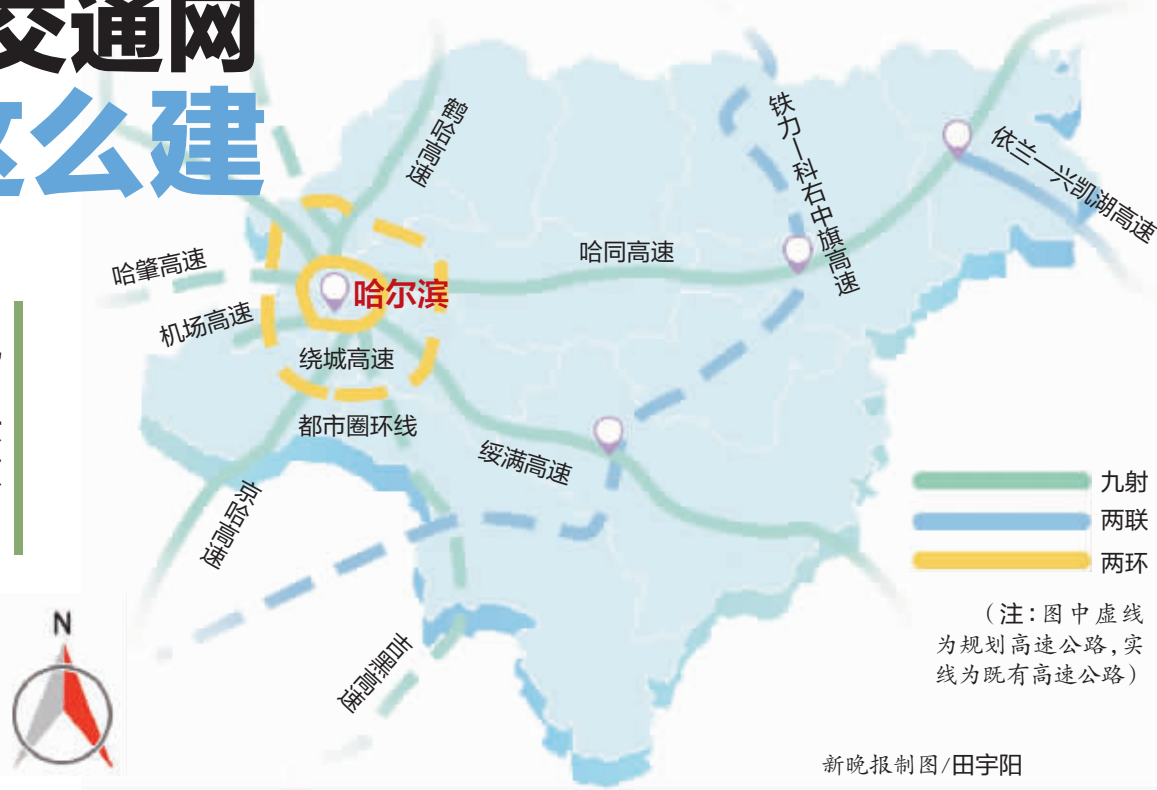 交通网
这么建
鹤哈高速
铁力—科右中旗高速
依兰—兴凯湖高速
哈肇高速
哈同高速
哈尔滨
机场高速
绕城高速
都市圈环线
绥满高速
京哈高速
吉黑高速
九射
两联
两环
(注:图中虚线
为规划高速公路,实
线为既有高速公路)
N
新晚报制图/田宇阳